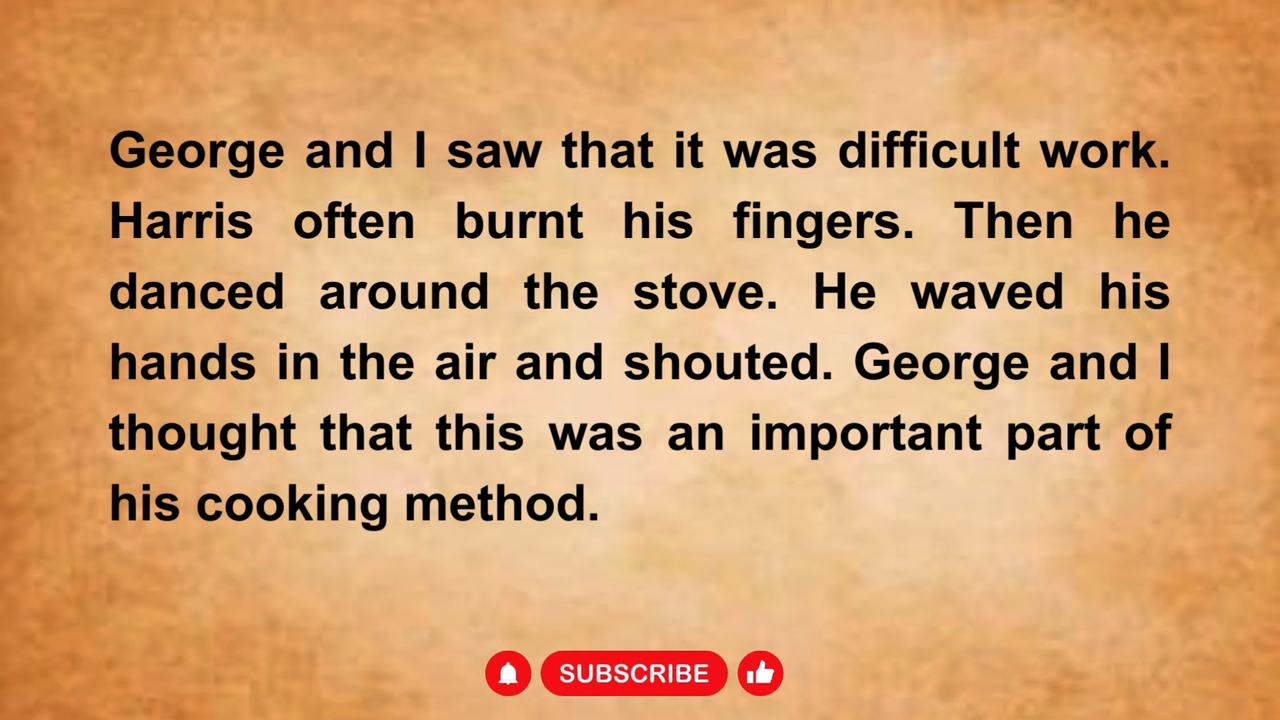 George and I saw that it was difficult work.
Harris often burnt his fingers. Then he
danced around the stove. He waved his
hands in the air and shouted. George and I
thought that this was an important part of
his cooking method.
SUBSCRIBE